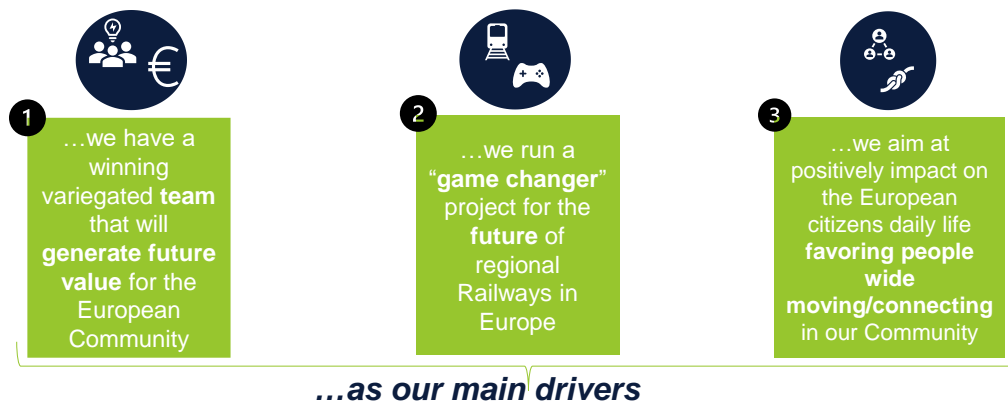 1
…we have a
winning
variegated team
that will
generate future
value for the
European
Community
2
…we run a
“game changer”
project for the
future of
regional
Railways in
Europe
3
…we aim at
positively impact on
the European
citizens daily life
favoring people
wide
moving/connecting
in our Community
…as our main drivers